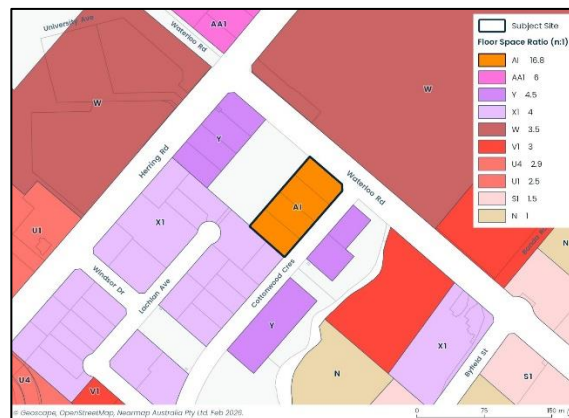 University Ave
Waterloo Rd
AA1
W
W
Y
Herring Rd
Waterloo Rd
AI
X1
U1
Cottonwood Cres
Windsor Dr
Lachlan Ave
Y
N
X1
S1
N
Byfield St
U4
V1
Subject Site
Floor Space Ratio (n:1)
AI 16.8
AA1 6
Y 4.5
X1 4
W 3.5
V1 3
U4 2.9
U1 2.5
S1 1.5
N 1
© Geoscape, OpenStreetMap, Nearmap Australia Pty Ltd. Feb 2026.
0 75 150 m